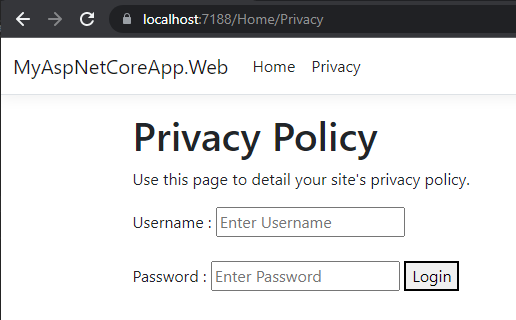 localhost:7188/Home/Privacy
MyAspNetCoreApp.Web Home Privacy
Privacy Policy
Use this page to detail your site's privacy policy.
Username : Enter Username
Password : Enter Password Login